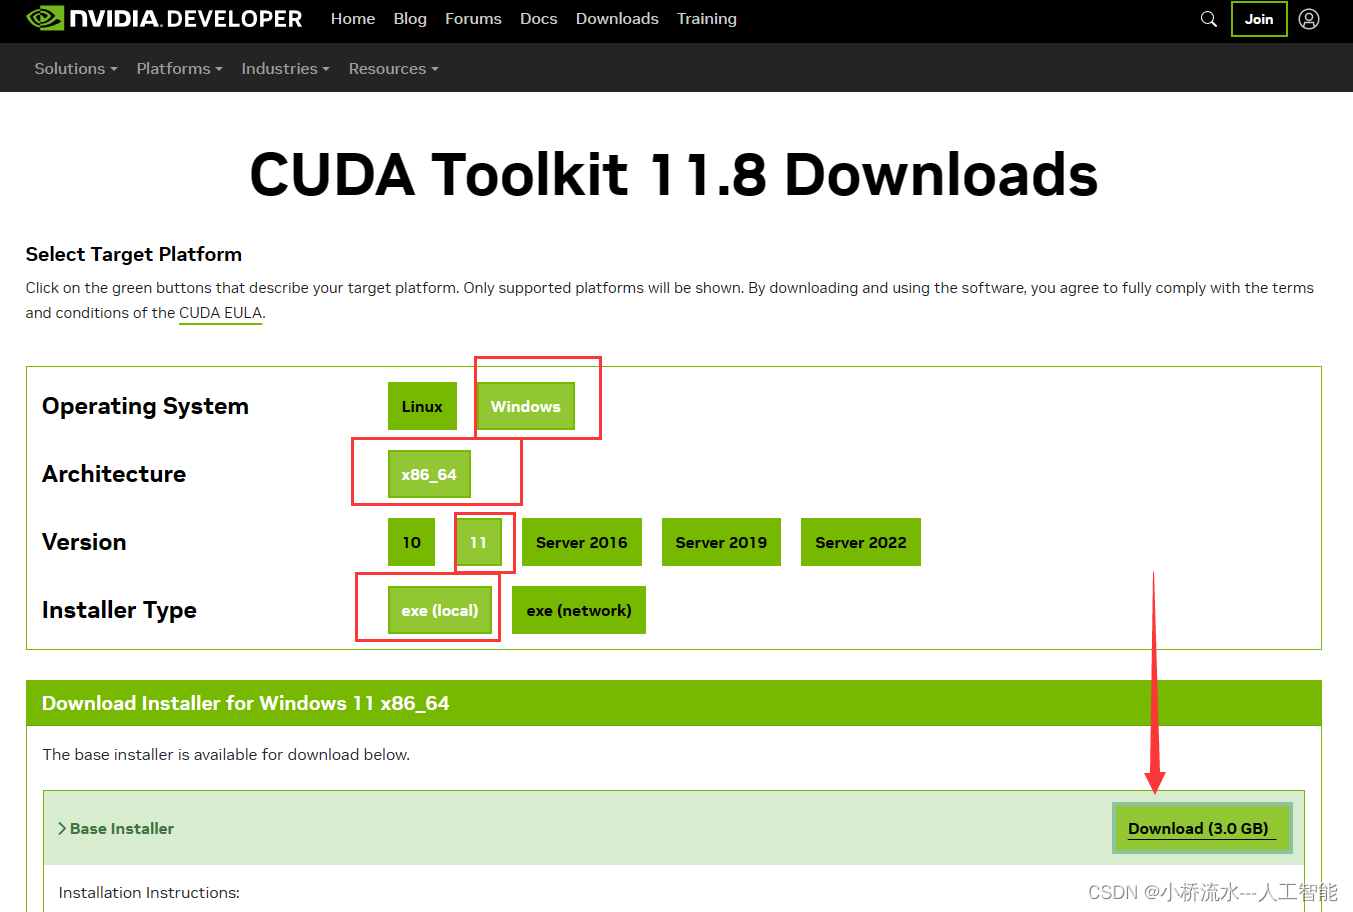 NVIDIA. DEVELOPER Home Blog Forums Docs Downloads Training Join
Solutions Platforms Industries Resources
CUDA Toolkit 11.8 Downloads
Select Target Platform
Click on the green buttons that describe your target platform. Only supported platforms will be shown. By downloading and using the software, you agree to fully comply with the terms
and conditions of the CUDA EULA.
Operating System Linux Windows
Architecture x86_64
Version 10 11 Server 2016 Server 2019 Server 2022
Installer Type exe (local) exe (network)
Download Installer for Windows 11 x86_64
The base installer is available for download below.
Base Installer Download (3.0 GB)
Installation Instructions:
CSDN @小桥流水---人工智能